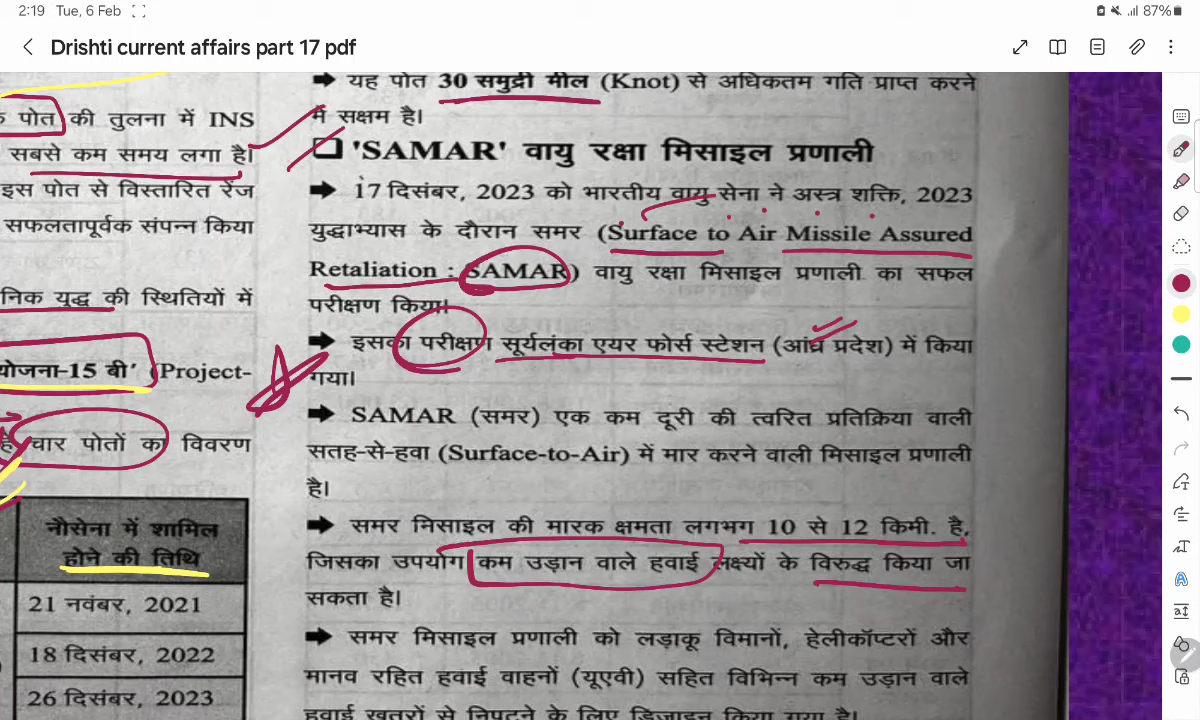 2:19 Tue, 6 Feb
87%
Drishti current affairs part 17 pdf
पोत की तुलना में INS
सबसे कम समय लगा है।
इस पोत से विस्तारित रेंज
सफलतापूर्वक संपन्न किया
निक युद्ध की स्थितियों में
योजना-15 बी' (Project-
है चार पोतों का विवरण
नौसेना में शामिल
होने की तिथि
21 नवंबर, 2021
18 दिसंबर, 2022
26 दिसंबर, 2023
➡ यह पोत 30 समुद्री मील (Knot) से अधिकतम गति प्राप्त करने
में सक्षम है।
❑ 'SAMAR' वायु रक्षा मिसाइल प्रणाली
➡ 17 दिसंबर, 2023 को भारतीय वायु सेना ने अस्त्र शक्ति, 2023
युद्धाभ्यास के दौरान समर (Surface to Air Missile Assured
Retaliation : SAMAR) वायु रक्षा मिसाइल प्रणाली का सफल
परीक्षण किया।
➡ इसका परीक्षण सूर्यलंका एयर फोर्स स्टेशन (आंध्र प्रदेश) में किया
गया।
➡ SAMAR (समर) एक कम दूरी की त्वरित प्रतिक्रिया वाली
सतह-से-हवा (Surface-to-Air) में मार करने वाली मिसाइल प्रणाली
है।
➡ समर मिसाइल की मारक क्षमता लगभग 10 से 12 किमी. है,
जिसका उपयोग कम उड़ान वाले हवाई लक्ष्यों के विरुद्ध किया जा
सकता है।
➡ समर मिसाइल प्रणाली को लड़ाकू विमानों, हेलीकॉप्टरों और
मानव रहित हवाई वाहनों (यूएवी) सहित विभिन्न कम उड़ान वाले
हवाई खतरों से निपटने के लिए डिजाइन किया गया है।